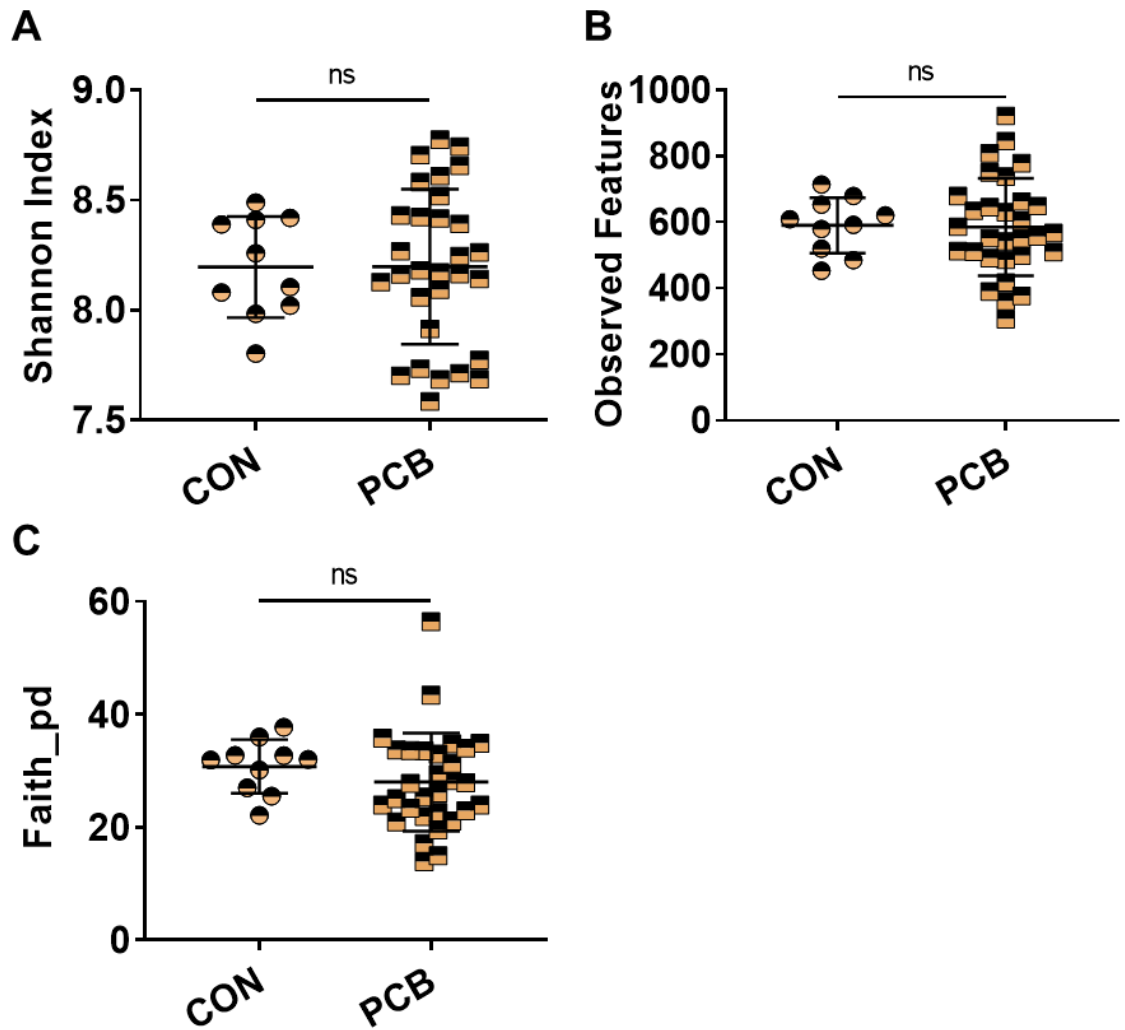 A
ns
Shannon Index
9.0
8.5
8.0
7.5
CON
PCB
B
ns
Observed Features
1000
800
600
400
200
0
CON
PCB
C
ns
Faith_pd
60
40
20
0
CON
PCB